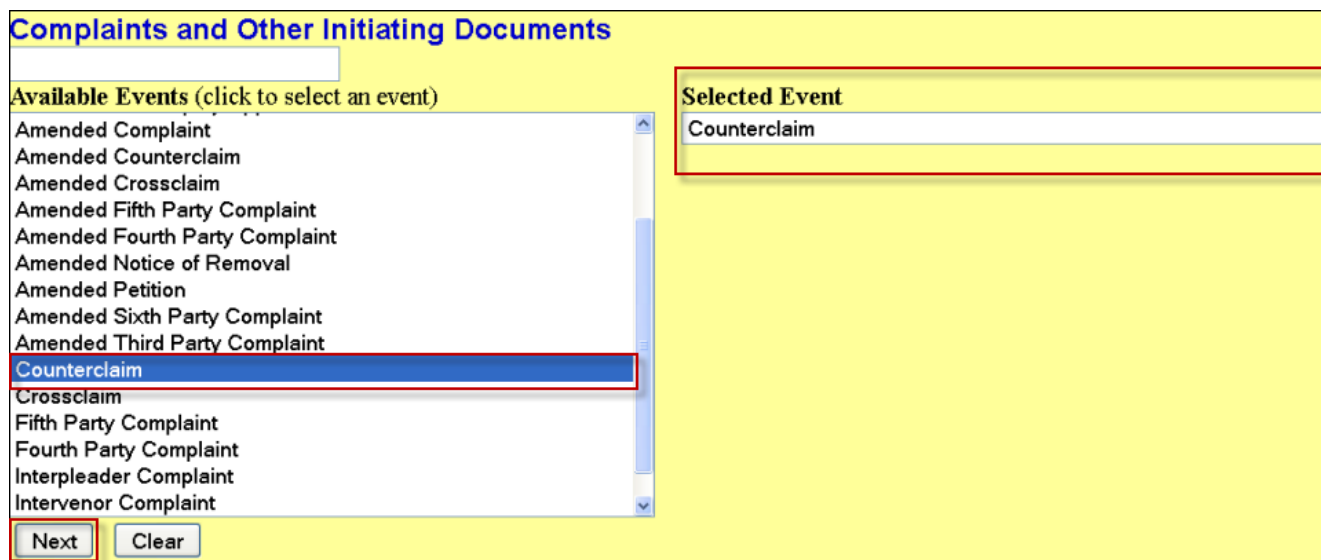 Complaints and Other Initiating Documents
Available Events (click to select an event)
Amended Complaint
Amended Counterclaim
Amended Crossclaim
Amended Fifth Party Complaint
Amended Fourth Party Complaint
Amended Notice of Removal
Amended Petition
Amended Sixth Party Complaint
Amended Third Party Complaint
Counterclaim
Crossclaim
Fifth Party Complaint
Fourth Party Complaint
Interpleader Complaint
Intervenor Complaint
Next Clear
Selected Event
Counterclaim